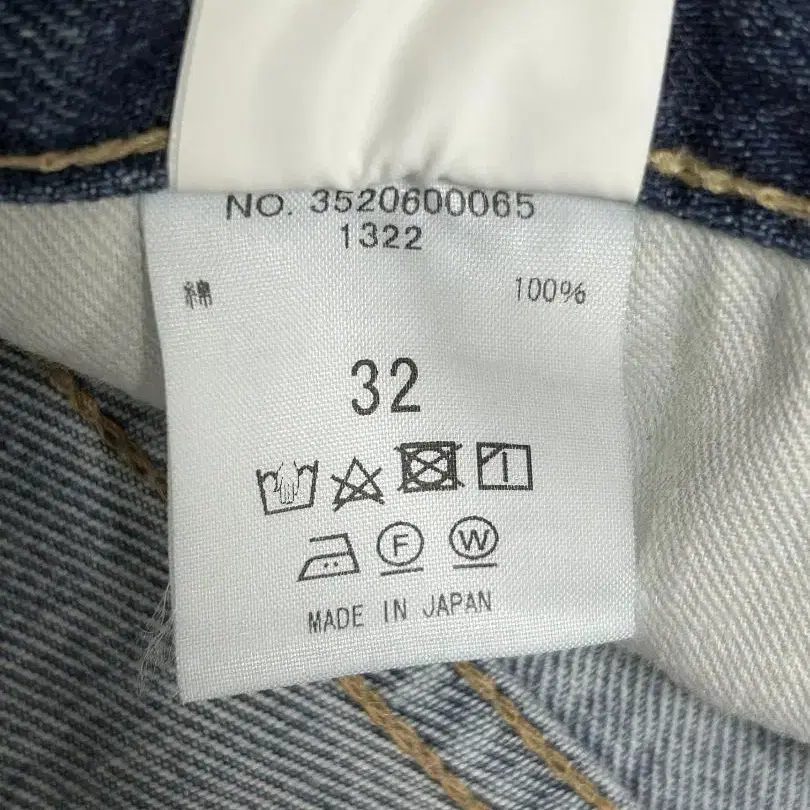 NO. 3520600065
1322
綿 100%
32
F W
MADE IN JAPAN